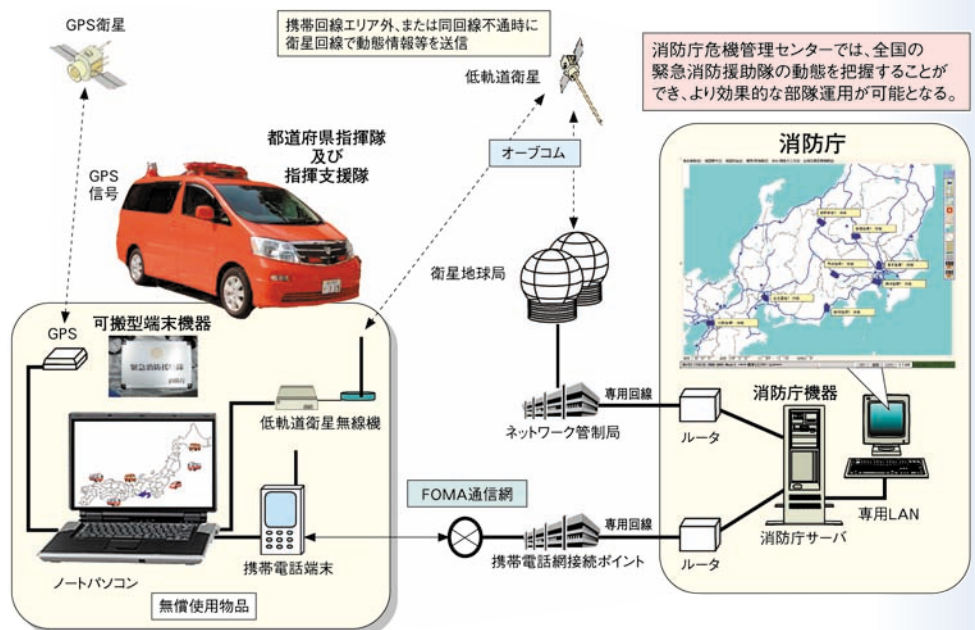 GPS衛星
携帯回線エリア外、または同回線不通時に
衛星回線で動態情報等を送信
低軌道衛星
消防庁危機管理センターでは、全国の
緊急消防援助隊の動態を把握することが
でき、より効果的な部隊運用が可能となる。
都道府県指揮隊
及び
指揮支援隊
オーブコム
GPS
信号
消防庁
衛星地球局
可搬型端末機器
GPS
緊急消防援助隊
低軌道衛星無線機
ネットワーク管制局
専用回線
ルータ
消防庁機器
FOMA通信網
専用LAN
消防庁サーバ
ノートパソコン
携帯電話端末
携帯電話網接続ポイント
専用回線
ルータ
無償使用物品